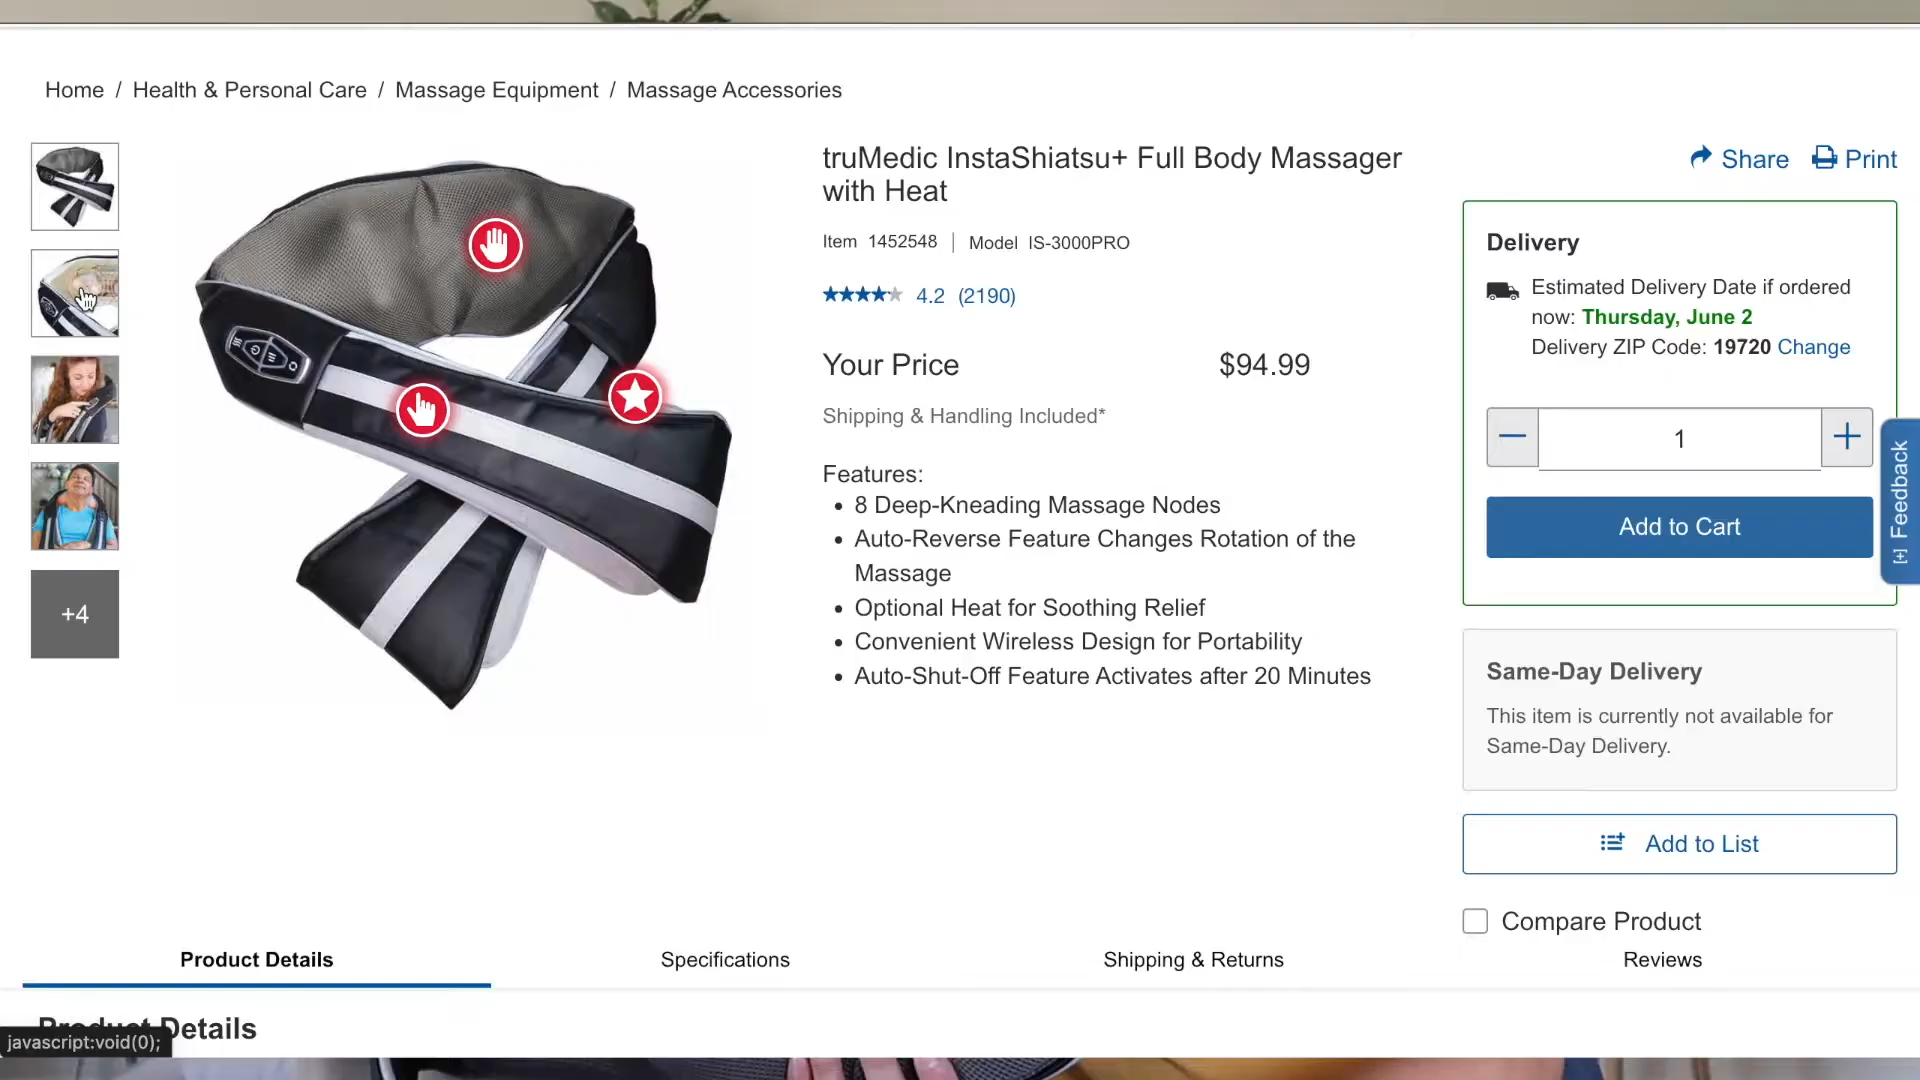 Home / Health & Personal Care / Massage Equipment / Massage Accessories
truMedic InstaShiatsu+ Full Body Massager
with Heat
Item 1452548 | Model IS-3000PRO
4.2 (2190)
Your Price $94.99
Shipping & Handling Included*
Features:
• 8 Deep-Kneading Massage Nodes
• Auto-Reverse Feature Changes Rotation of the
Massage
• Optional Heat for Soothing Relief
• Convenient Wireless Design for Portability
• Auto-Shut-Off Feature Activates after 20 Minutes
+4
Share Print
Delivery
Estimated Delivery Date if ordered
now: Thursday, June 2
Delivery ZIP Code: 19720 Change
1
Add to Cart
[+] Feedback
Same-Day Delivery
This item is currently not available for
Same-Day Delivery.
Add to List
Compare Product
Product Details Specifications Shipping & Returns Reviews
Product Details
javascript:void(0);